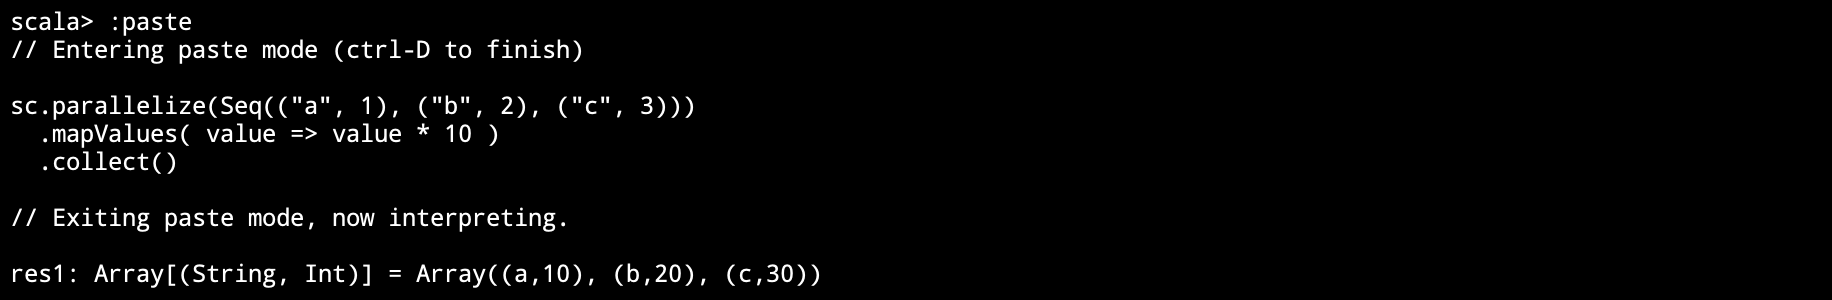 scala> :paste
// Entering paste mode (ctrl-D to finish)
sc.parallelize(Seq(("a", 1), ("b", 2), ("c", 3)))
  .mapValues( value => value * 10 )
  .collect()
// Exiting paste mode, now interpreting.
res1: Array[(String, Int)] = Array((a,10), (b,20), (c,30))